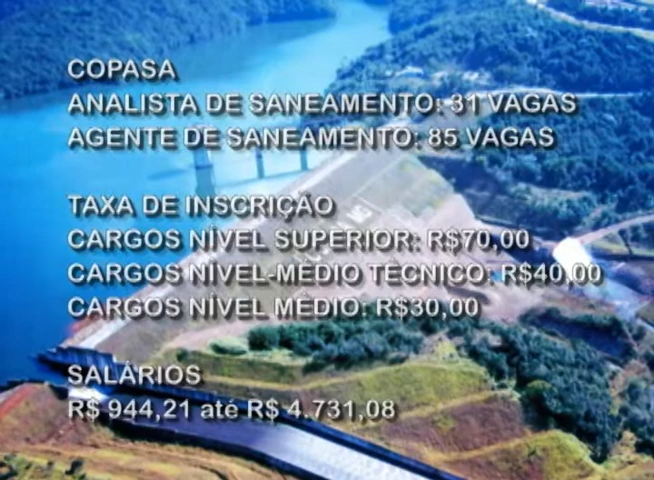 COPASA
ANALISTA DE SANEAMENTO: 31 VAGAS
AGENTE DE SANEAMENTO: 85 VAGAS
TAXA DE INSCRIÇÃO
CARGOS NÍVEL SUPERIOR: R$70,00
CARGOS NÍVEL-MÉDIO TÉCNICO: R$40,00
CARGOS NÍVEL MÉDIO: R$30,00
SALÁRIOS
R$ 944,21 até R$ 4.731,08